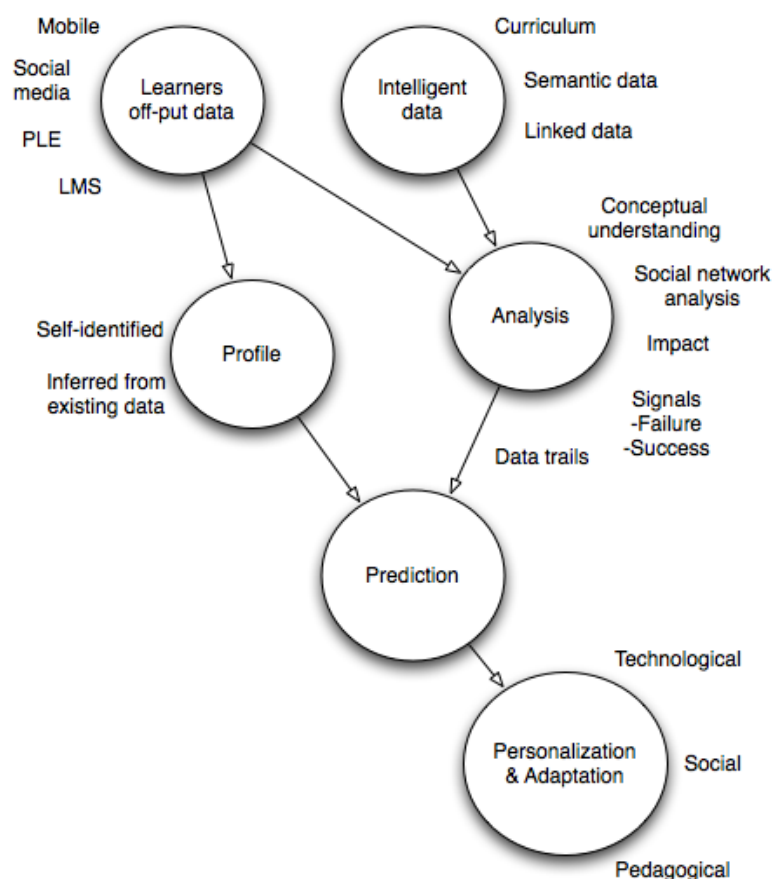 Mobile
Social
media
PLE
LMS
Learners
off-put data
Intelligent
data
Curriculum
Semantic data
Linked data
Conceptual
understanding
Social network
analysis
Impact
Signals
-Failure
-Success
Analysis
Self-identified
Inferred from
existing data
Profile
Data trails
Prediction
Technological
Personalization
& Adaptation
Social
Pedagogical